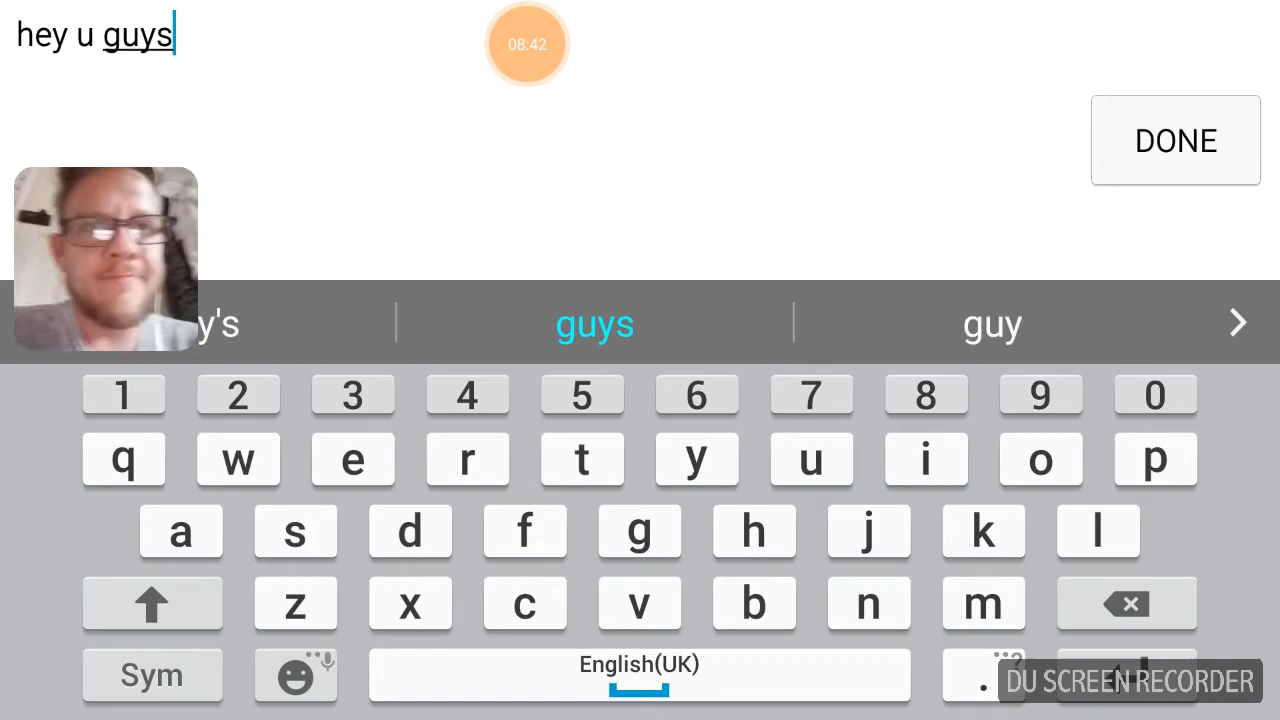 hey u guys
08:42
DONE
y's guys guy
1 2 3 4 5 6 7 8 9 0
q w e r t y u i o p
a s d f g h j k l
z x c v b n m
Sym English(UK) . ?
DU SCREEN RECORDER